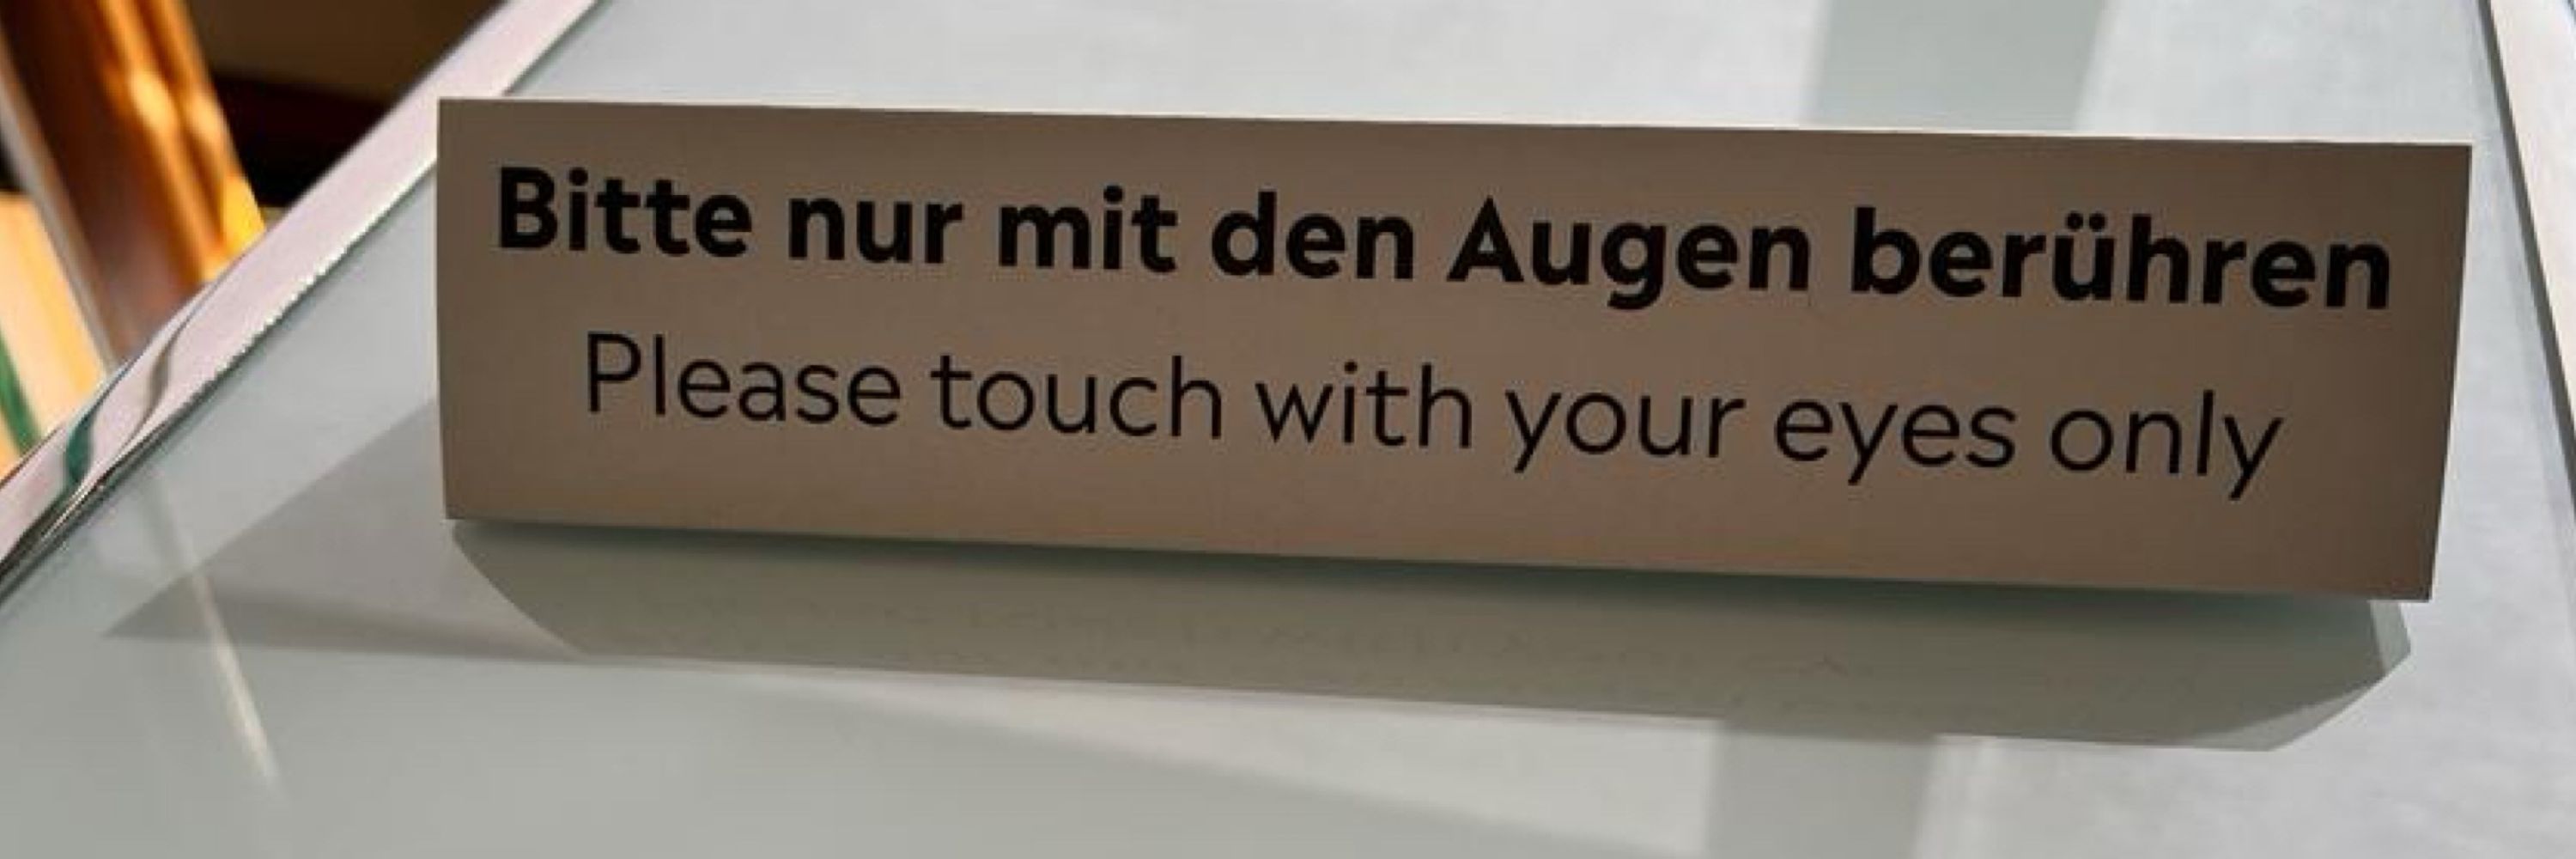 Bitte nur mit den Augen berühren
Please touch with your eyes only